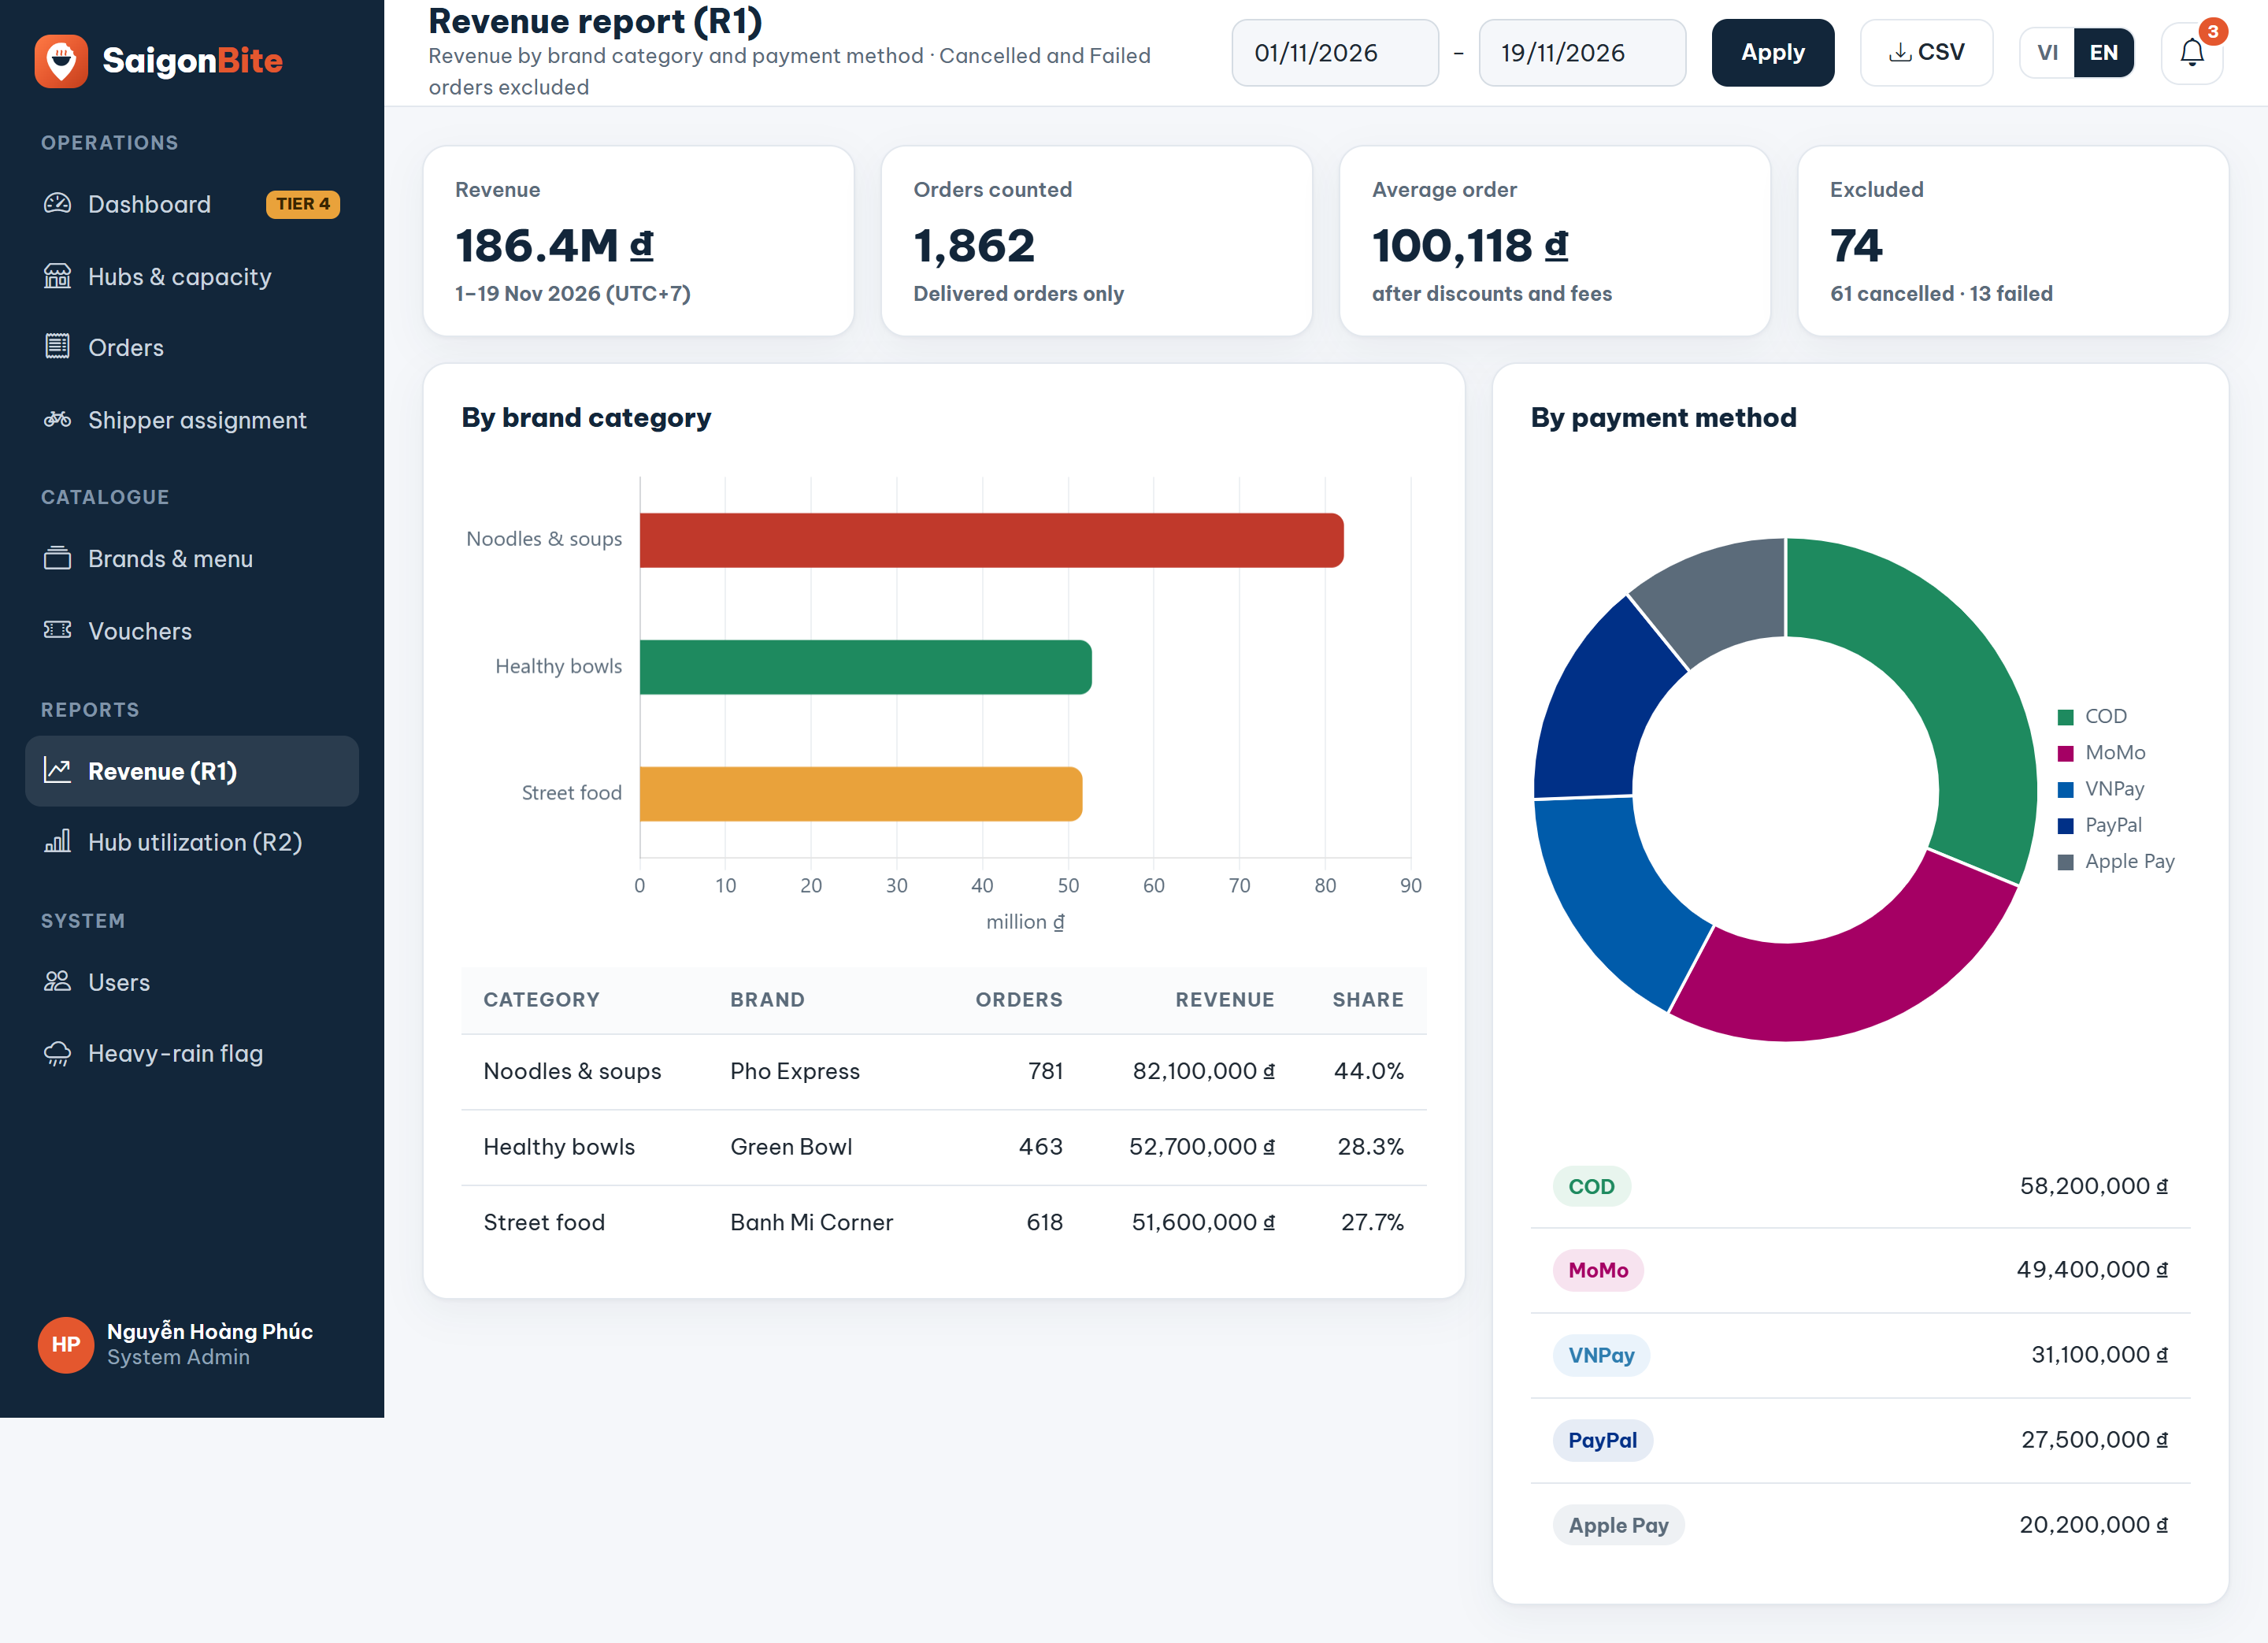 SaigonBite
OPERATIONS
Dashboard TIER 4
Hubs & capacity
Orders
Shipper assignment
CATALOGUE
Brands & menu
Vouchers
REPORTS
Revenue (R1)
Hub utilization (R2)
SYSTEM
Users
Heavy-rain flag
HP
Nguyễn Hoàng Phúc
System Admin
Revenue report (R1)
Revenue by brand category and payment method · Cancelled and Failed
orders excluded
01/11/2026 – 19/11/2026 Apply CSV VI EN 3
Revenue
186.4M ₫
1–19 Nov 2026 (UTC+7)
Orders counted
1,862
Delivered orders only
Average order
100,118 ₫
after discounts and fees
Excluded
74
61 cancelled · 13 failed
By brand category
Noodles & soups
Healthy bowls
Street food
0 10 20 30 40 50 60 70 80 90
million ₫
CATEGORY BRAND ORDERS REVENUE SHARE
Noodles & soups Pho Express 781 82,100,000 ₫ 44.0%
Healthy bowls Green Bowl 463 52,700,000 ₫ 28.3%
Street food Banh Mi Corner 618 51,600,000 ₫ 27.7%
By payment method
COD
MoMo
VNPay
PayPal
Apple Pay
COD 58,200,000 ₫
MoMo 49,400,000 ₫
VNPay 31,100,000 ₫
PayPal 27,500,000 ₫
Apple Pay 20,200,000 ₫